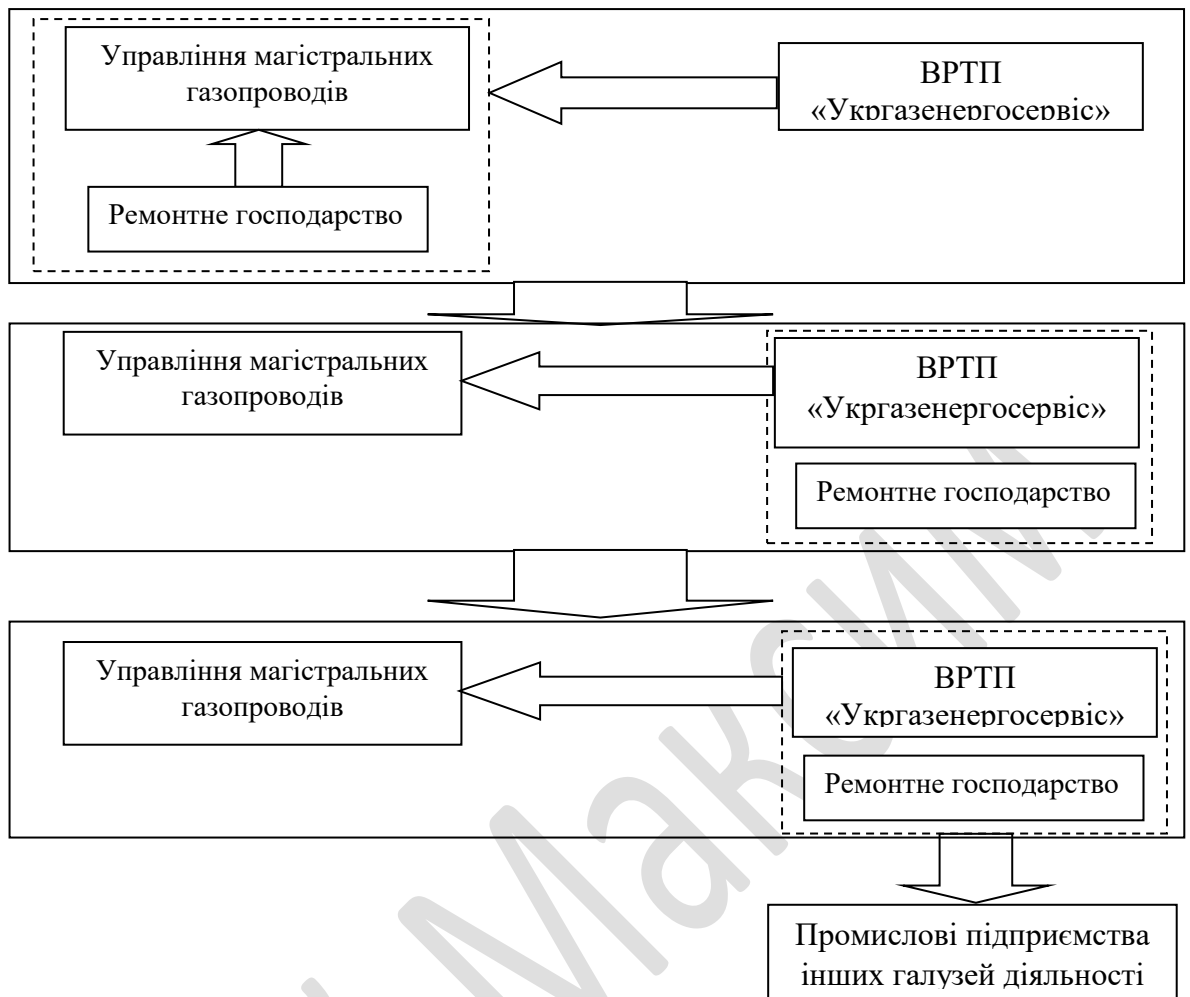 Управління магістральних
газопроводів
ВРТП
«Укргазенергосервіс»
Ремонтне господарство
Управління магістральних
газопроводів
ВРТП
«Укргазенергосервіс»
Ремонтне господарство
Управління магістральних
газопроводів
ВРТП
«Укргазенергосервіс»
Ремонтне господарство
Промислові підприємства
інших галузей діяльності
Максим